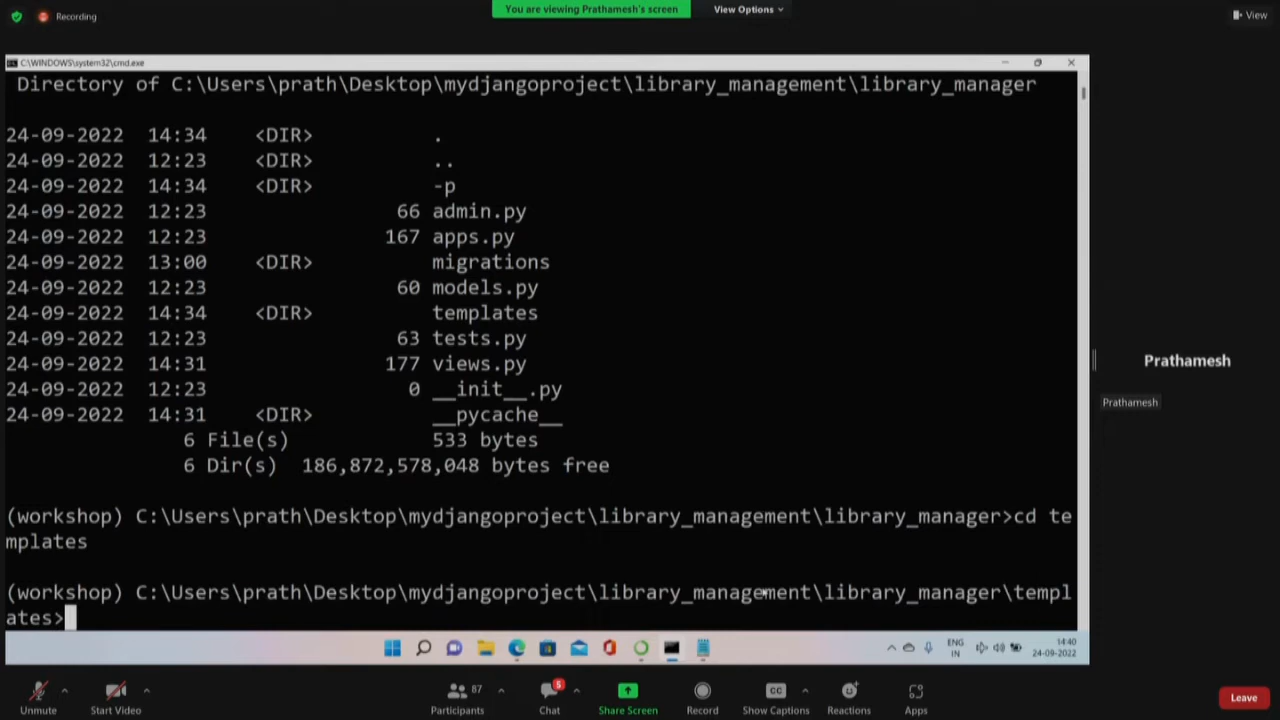 Recording
You are viewing Prathamesh's screen
View Options
View
C:\WINDOWS\system32\cmd.exe
Directory of C:\Users\prath\Desktop\mydjangoproject\library_management\library_manager
24-09-2022 14:34 <DIR> .
24-09-2022 12:23 <DIR> ..
24-09-2022 14:34 <DIR> -p
24-09-2022 12:23 66 admin.py
24-09-2022 12:23 167 apps.py
24-09-2022 13:00 <DIR> migrations
24-09-2022 12:23 60 models.py
24-09-2022 14:34 <DIR> templates
24-09-2022 12:23 63 tests.py
24-09-2022 14:31 177 views.py
24-09-2022 12:23 0 __init__.py
24-09-2022 14:31 <DIR> __pycache__
6 File(s) 533 bytes
6 Dir(s) 186,872,578,048 bytes free
(workshop) C:\Users\prath\Desktop\mydjangoproject\library_management\library_manager>cd te
mplates
(workshop) C:\Users\prath\Desktop\mydjangoproject\library_management\library_manager\templ
ates>
Prathamesh
Prathamesh
ENG
IN
14:40
24-09-2022
Unmute
Start Video
87
Participants
5
Chat
Share Screen
Record
CC
Show Captions
Reactions
Apps
Leave